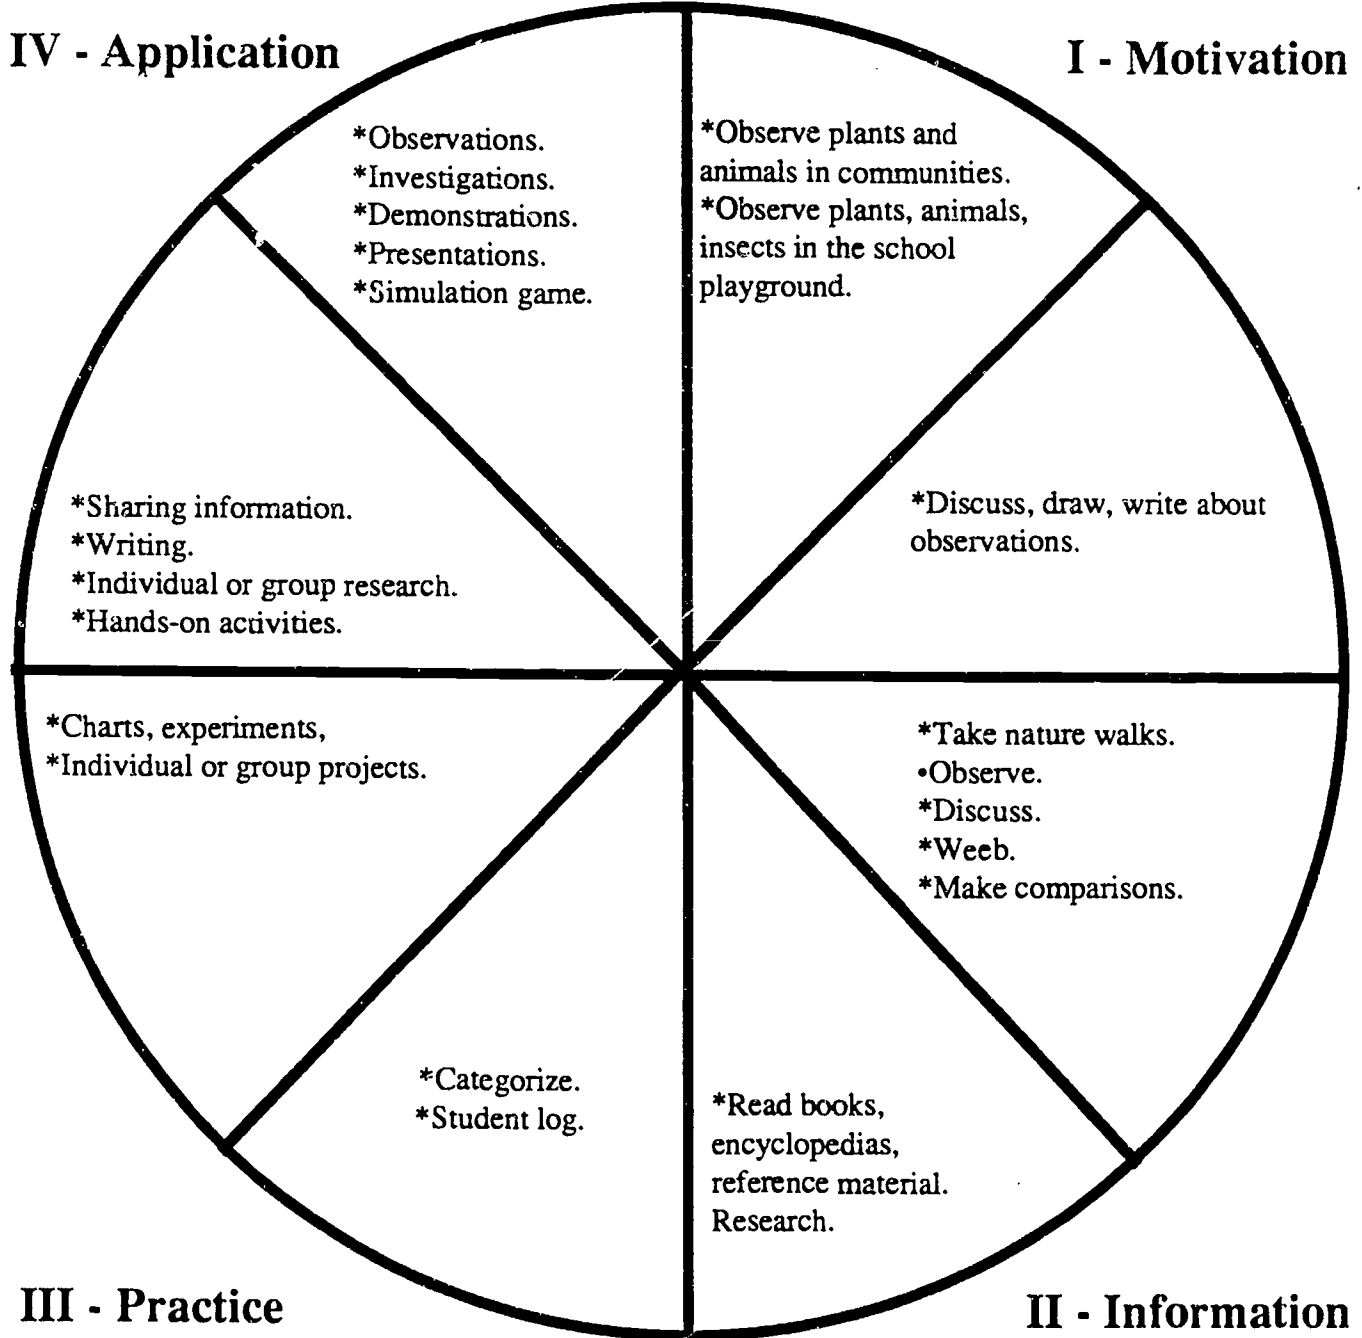 IV - Application
I - Motivation
*Observations.
*Investigations.
*Demonstrations.
*Presentations.
*Simulation game.
*Observe plants and
animals in communities.
*Observe plants, animals,
insects in the school
playground.
*Sharing information.
*Writing.
*Individual or group research.
*Hands-on activities.
*Discuss, draw, write about
observations.
*Charts, experiments,
*Individual or group projects.
*Take nature walks.
•Observe.
*Discuss.
*Weeb.
*Make comparisons.
*Categorize.
*Student log.
*Read books,
encyclopedias,
reference material.
Research.
III - Practice
II - Information